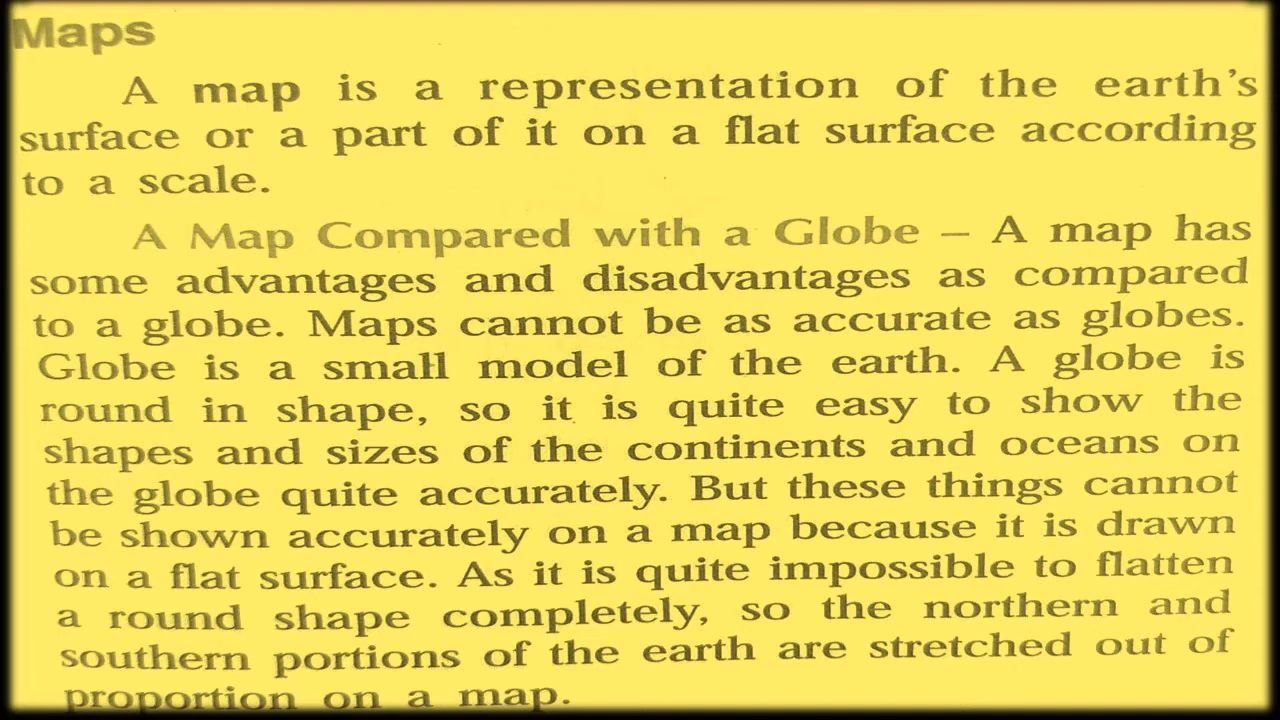 Maps
A map is a representation of the earth's
surface or a part of it on a flat surface according
to a scale.
A Map Compared with a Globe – A map has
some advantages and disadvantages as compared
to a globe. Maps cannot be as accurate as globes.
Globe is a small model of the earth. A globe is
round in shape, so it is quite easy to show the
shapes and sizes of the continents and oceans on
the globe quite accurately. But these things cannot
be shown accurately on a map because it is drawn
on a flat surface. As it is quite impossible to flatten
a round shape completely, so the northern and
southern portions of the earth are stretched out of
proportion on a map.